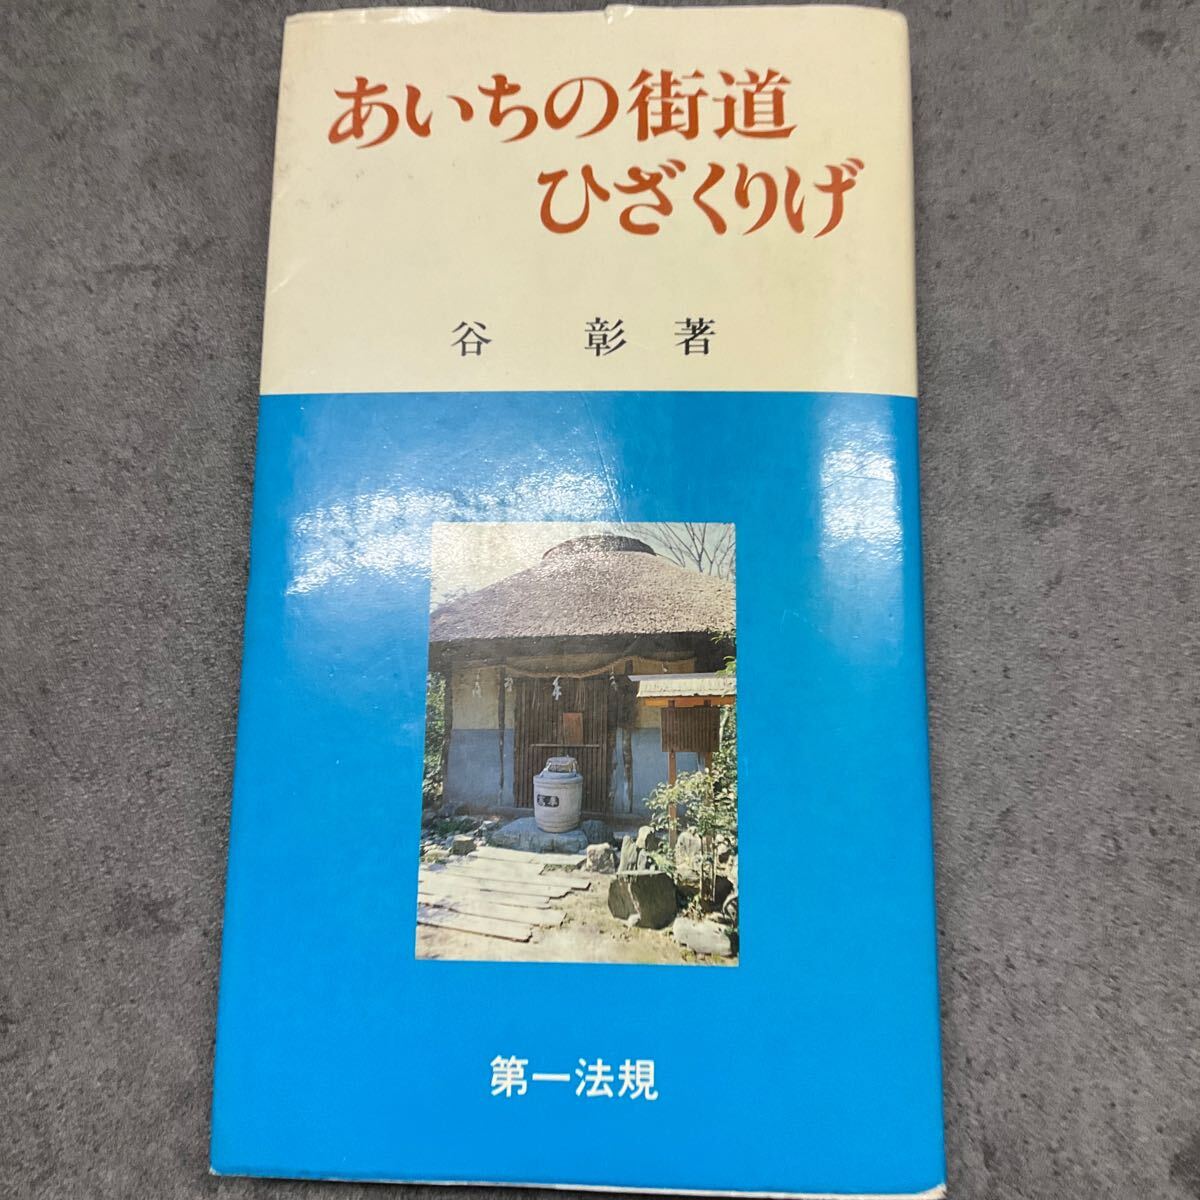 あいちの街道
ひざくりげ
谷 彰 著
第一法規